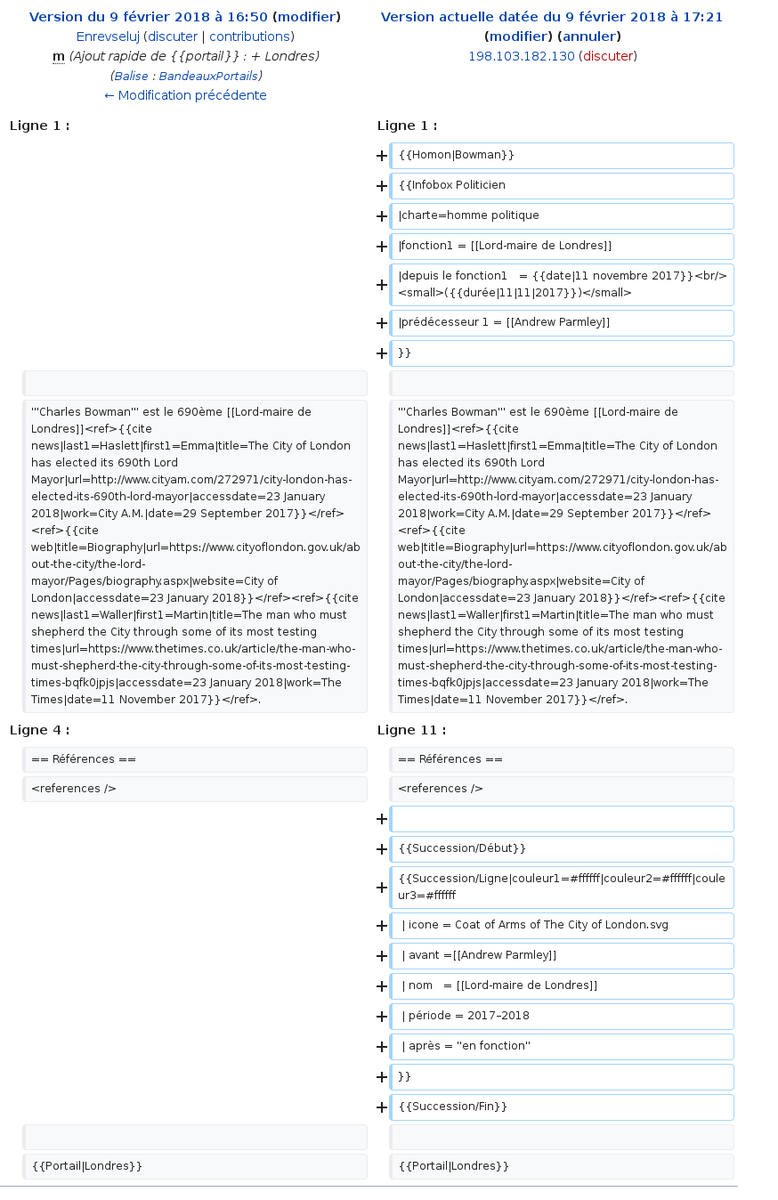 Version du 9 février 2018 à 16:50 (modifier)
Enrevseluj (discuter | contributions)
m (Ajout rapide de {{portail}} : + Londres)
(Balise : BandeauxPortails)
← Modification précédente
Version actuelle datée du 9 février 2018 à 17:21
(modifier) (annuler)
198.103.182.130 (discuter)
Ligne 1 :
Ligne 1 :
+ {{Homon|Bowman}}
+ {{Infobox Politicien
+ |charte=homme politique
+ |fonction1 = [[Lord-maire de Londres]]
+ |depuis le fonction1   = {{date|11 novembre 2017}}<br/>
<small>({{durée|11|11|2017}})</small>
+ |prédécesseur 1 = [[Andrew Parmley]]
+ }}
'''Charles Bowman''' est le 690ème [[Lord-maire de
Londres]]<ref>{{cite
news|last1=Haslett|first1=Emma|title=The City of London
has elected its 690th Lord
Mayor|url=http://www.cityam.com/272971/city-london-has-
elected-its-690th-lord-mayor|accessdate=23 January
2018|work=City A.M.|date=29 September 2017}}</ref>
<ref>{{cite
web|title=Biography|url=https://www.cityoflondon.gov.uk/ab
out-the-city/the-lord-
mayor/Pages/biography.aspx|website=City of
London|accessdate=23 January 2018}}</ref><ref>{{cite
news|last1=Waller|first1=Martin|title=The man who must
shepherd the City through some of its most testing
times|url=https://www.thetimes.co.uk/article/the-man-who-
must-shepherd-the-city-through-some-of-its-most-testing-
times-bqfk0jpjs|accessdate=23 January 2018|work=The
Times|date=11 November 2017}}</ref>.
'''Charles Bowman''' est le 690ème [[Lord-maire de
Londres]]<ref>{{cite
news|last1=Haslett|first1=Emma|title=The City of London
has elected its 690th Lord
Mayor|url=http://www.cityam.com/272971/city-london-has-
elected-its-690th-lord-mayor|accessdate=23 January
2018|work=City A.M.|date=29 September 2017}}</ref>
<ref>{{cite
web|title=Biography|url=https://www.cityoflondon.gov.uk/ab
out-the-city/the-lord-
mayor/Pages/biography.aspx|website=City of
London|accessdate=23 January 2018}}</ref><ref>{{cite
news|last1=Waller|first1=Martin|title=The man who must
shepherd the City through some of its most testing
times|url=https://www.thetimes.co.uk/article/the-man-who-
must-shepherd-the-city-through-some-of-its-most-testing-
times-bqfk0jpjs|accessdate=23 January 2018|work=The
Times|date=11 November 2017}}</ref>.
Ligne 4 :
Ligne 11 :
== Références ==
== Références ==
<references />
<references />
+
+ {{Succession/Début}}
+ {{Succession/Ligne|couleur1=#ffffff|couleur2=#ffffff|coule
ur3=#ffffff
+ | icone = Coat of Arms of The City of London.svg
+ | avant =[[Andrew Parmley]]
+ | nom   = [[Lord-maire de Londres]]
+ | période = 2017–2018
+ | après = ''en fonction''
+ }}
+ {{Succession/Fin}}
{{Portail|Londres}}
{{Portail|Londres}}